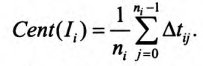 $Cent(I_i) = \frac{1}{n_i} \sum_{j=0}^{n_i-1} \Delta t_{ij}.$